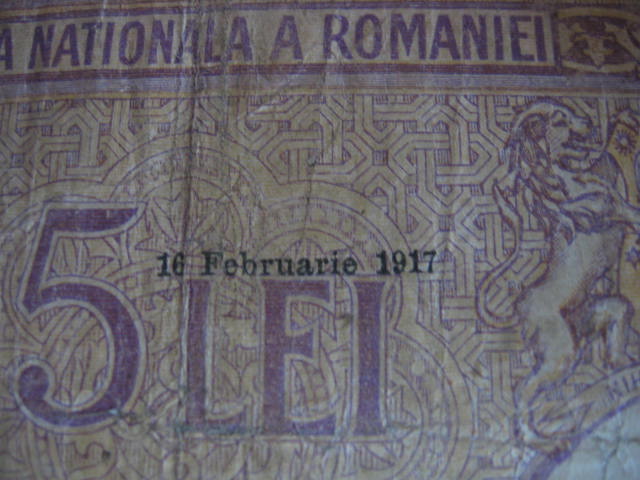 A NATIONALA A ROMANIEI
16 Februarie 1917
5 LEI